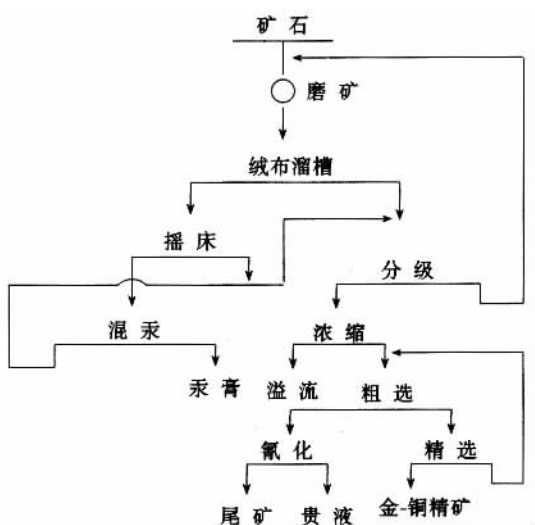 矿石
磨矿
绒布溜槽
摇床
分级
混汞
浓缩
汞膏
溢流
粗选
氰化
精选
尾矿
贵液
金-铜精矿